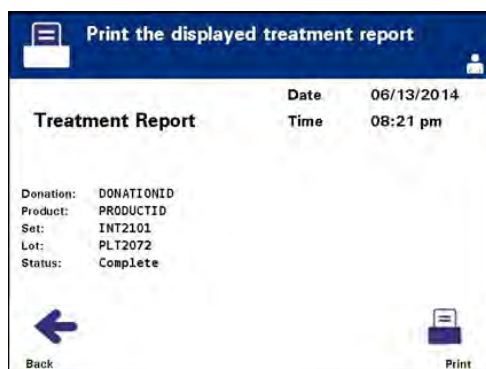 Print the displayed treatment report
Date 06/13/2014
Treatment Report Time 08:21 pm
Donation: DONATIONID
Product: PRODUCTID
Set: INT2101
Lot: PLT2072
Status: Complete
Back Print